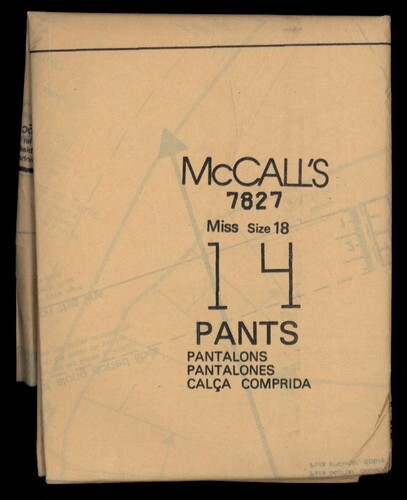 McCALL'S
7827
Miss Size 18
14
PANTS
PANTALONS
PANTALONES
CALÇA COMPRIDA